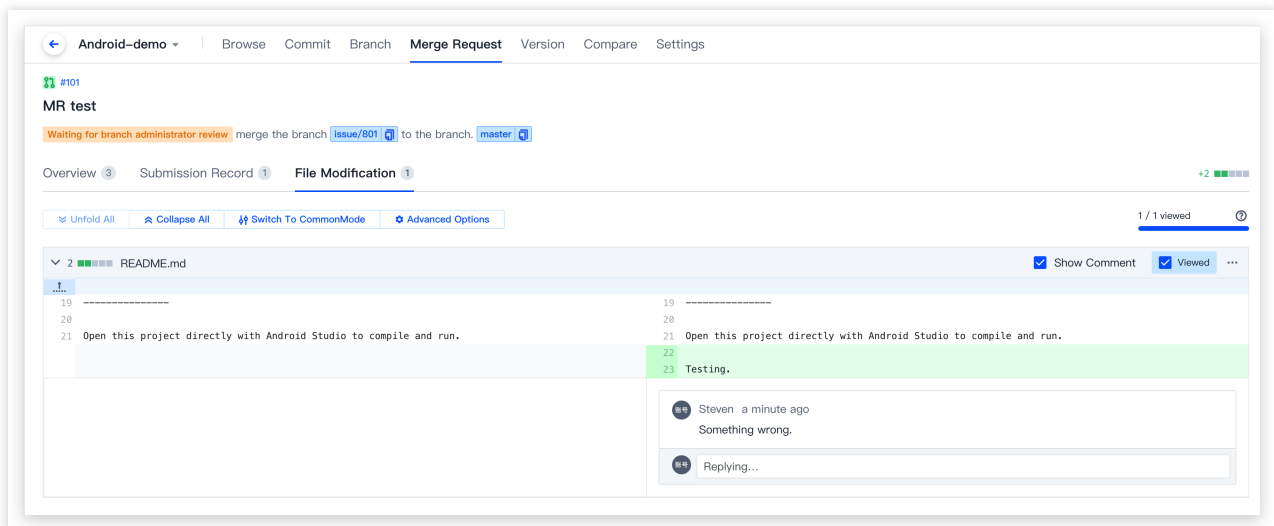 Android-demo Browse Commit Branch Merge Request Version Compare Settings
#101
MR test
Waiting for branch administrator review merge the branch issue/801 to the branch. master
Overview 3 Submission Record 1 File Modification 1 +2
Unfold All Collapse All Switch To CommonMode Advanced Options 1 / 1 viewed
2 README.md Show Comment Viewed ...
19 --------------- 19 ---------------
20 20
21 Open this project directly with Android Studio to compile and run. 21 Open this project directly with Android Studio to compile and run.
22
23 Testing.
账号 Steven a minute ago
Something wrong.
账号 Replying...